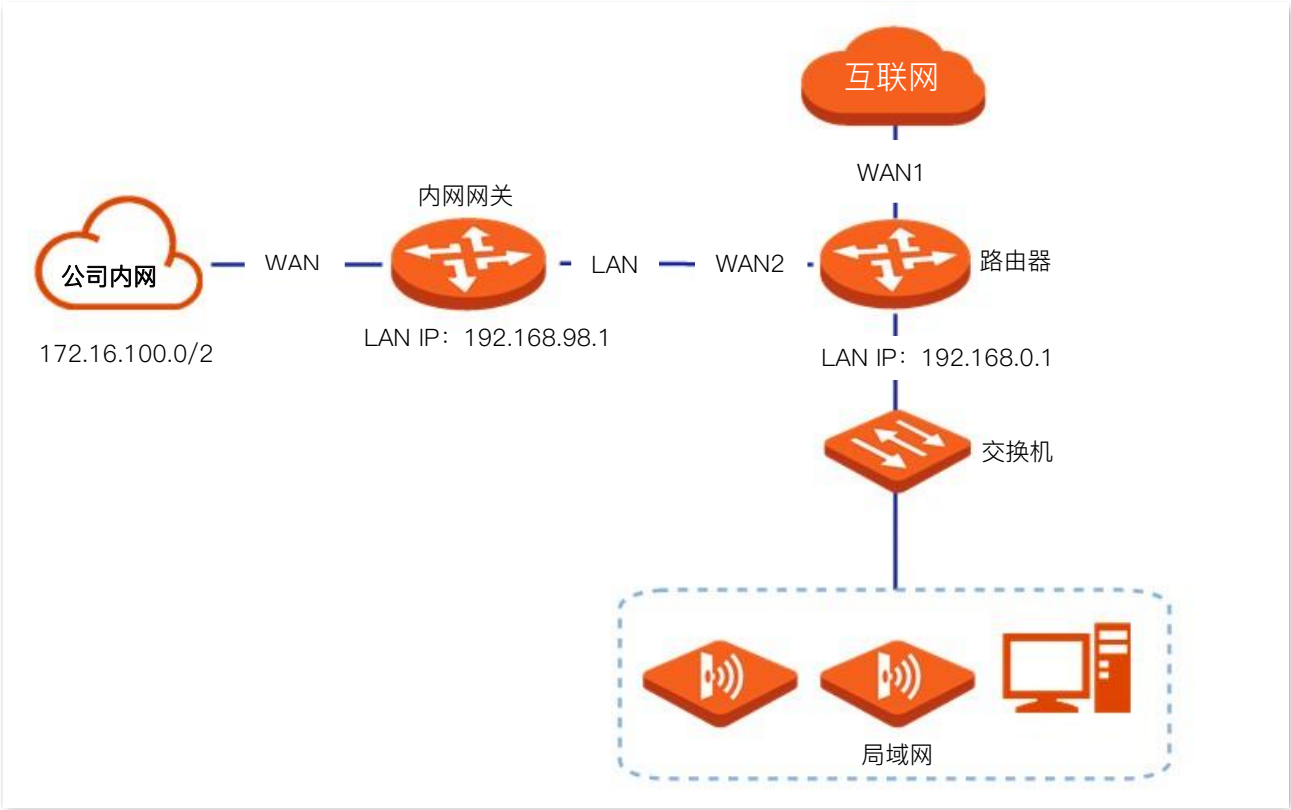 互联网
WAN1
内网网关
路由器
公司内网
WAN
LAN
WAN2
LAN IP：192.168.98.1
172.16.100.0/2
LAN IP：192.168.0.1
交换机
局域网